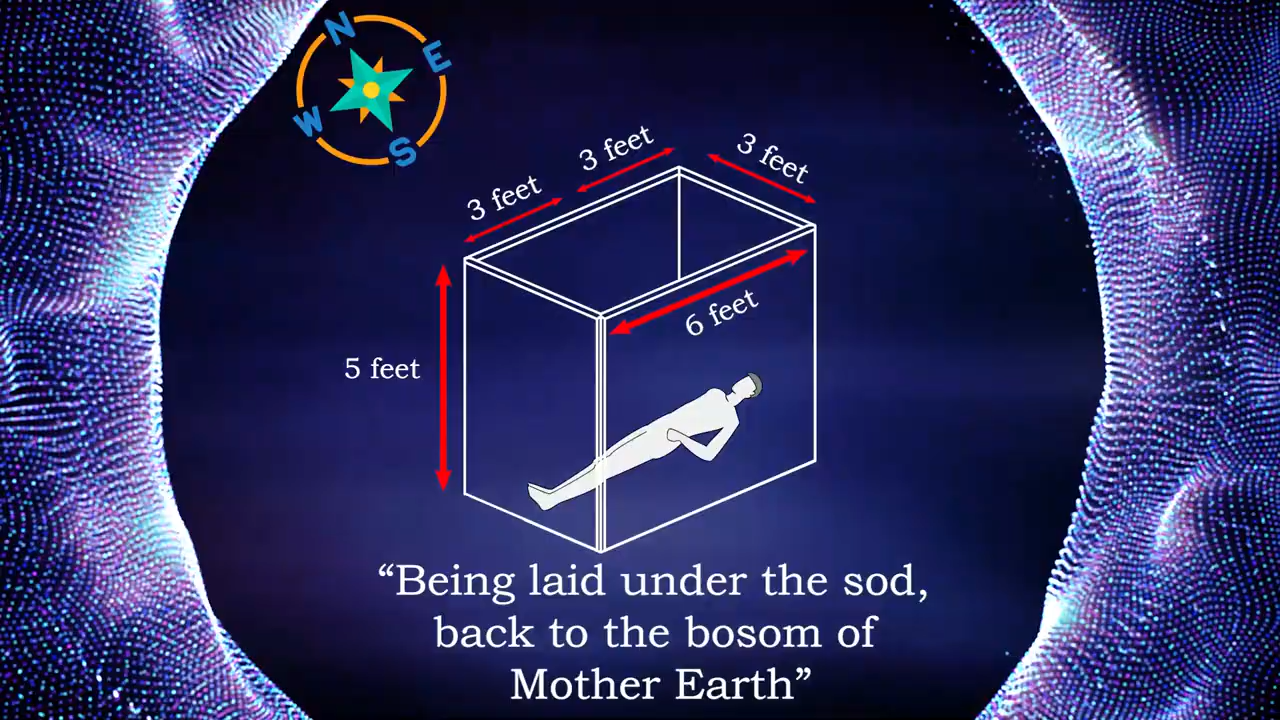 N
E
W
S
3 feet
3 feet
3 feet
6 feet
5 feet
“Being laid under the sod,
back to the bosom of
Mother Earth”